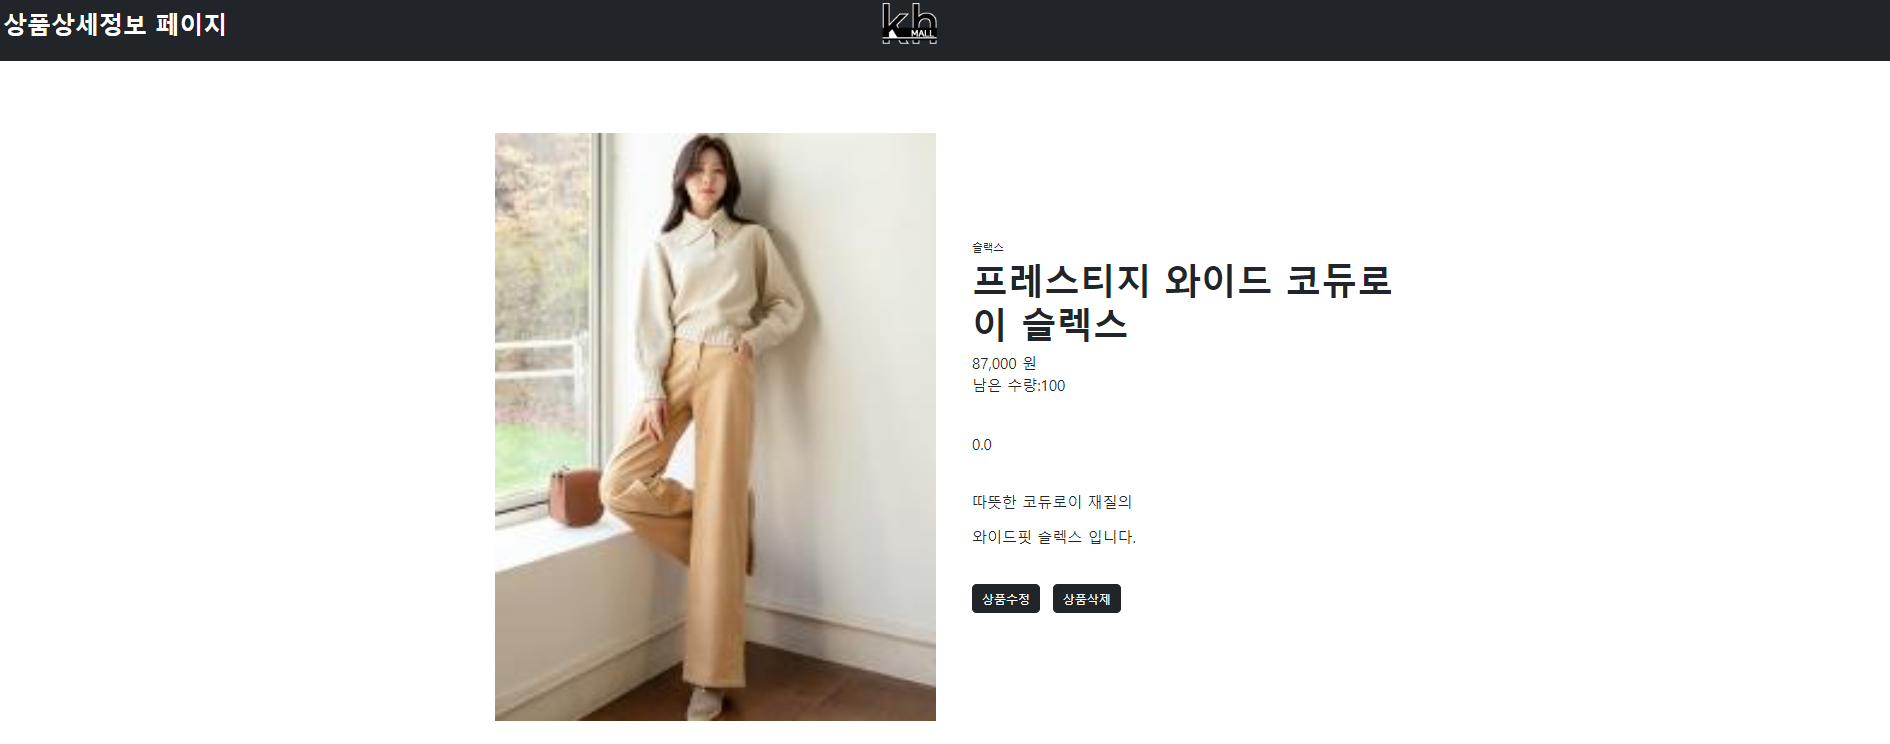 상품상세정보 페이지
kh
MALL
슬랙스
프레스티지 와이드 코듀로
이 슬렉스
87,000 원
남은 수량:100
0.0
따뜻한 코듀로이 재질의
와이드핏 슬렉스 입니다.
상품수정 상품삭제